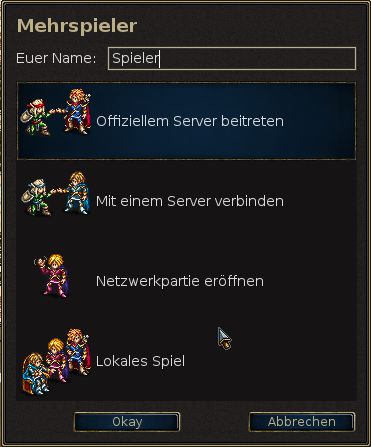 Mehrspieler
Euer Name: Spieler
Offiziellem Server beitreten
Mit einem Server verbinden
Netzwerkpartie eröffnen
Lokales Spiel
Okay Abbrechen